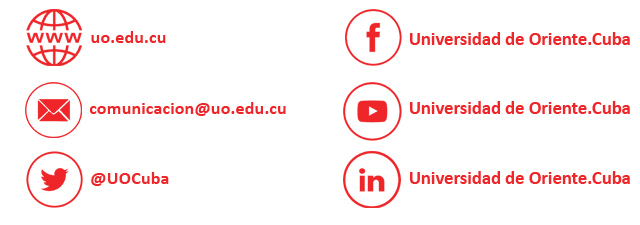 www uo.edu.cu
comunicacion@uo.edu.cu
@UOCuba
Universidad de Oriente.Cuba
Universidad de Oriente.Cuba
in Universidad de Oriente.Cuba